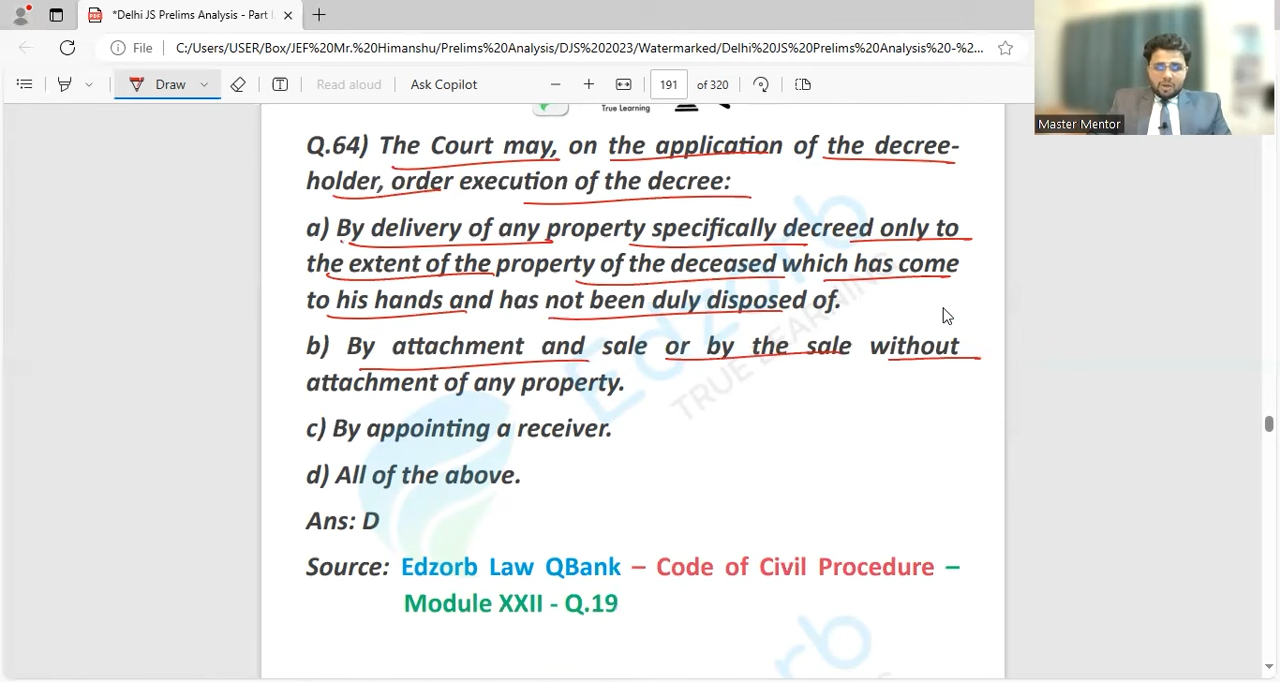 *Delhi JS Prelims Analysis - Part I
File
C:/Users/USER/Box/JEF%20Mr.%20Himanshu/Prelims%20Analysis/DJS%202023/Watermarked/Delhi%20JS%20Prelims%20Analysis%20-%2...
Draw
Read aloud
Ask Copilot
191 of 320
Master Mentor
True Learning
Q.64) The Court may, on the application of the decree-
holder, order execution of the decree:
a) By delivery of any property specifically decreed only to
the extent of the property of the deceased which has come
to his hands and has not been duly disposed of.
b) By attachment and sale or by the sale without
attachment of any property.
c) By appointing a receiver.
d) All of the above.
Ans: D
Source: Edzorb Law QBank – Code of Civil Procedure –
Module XXII - Q.19
Edzorb
TRUE LEARNING